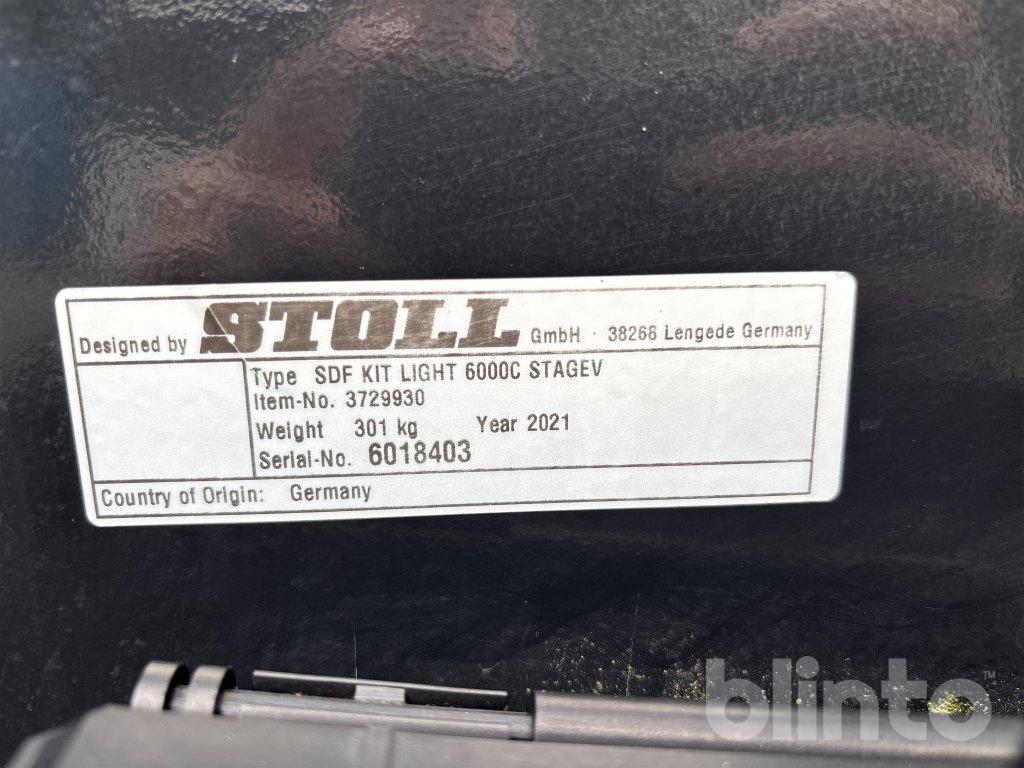 Designed by STOLL GmbH · 38268 Lengede Germany
Type SDF KIT LIGHT 6000C STAGEV
Item-No. 3729930
Weight 301 kg Year 2021
Serial-No. 6018403
Country of Origin: Germany
blinto™